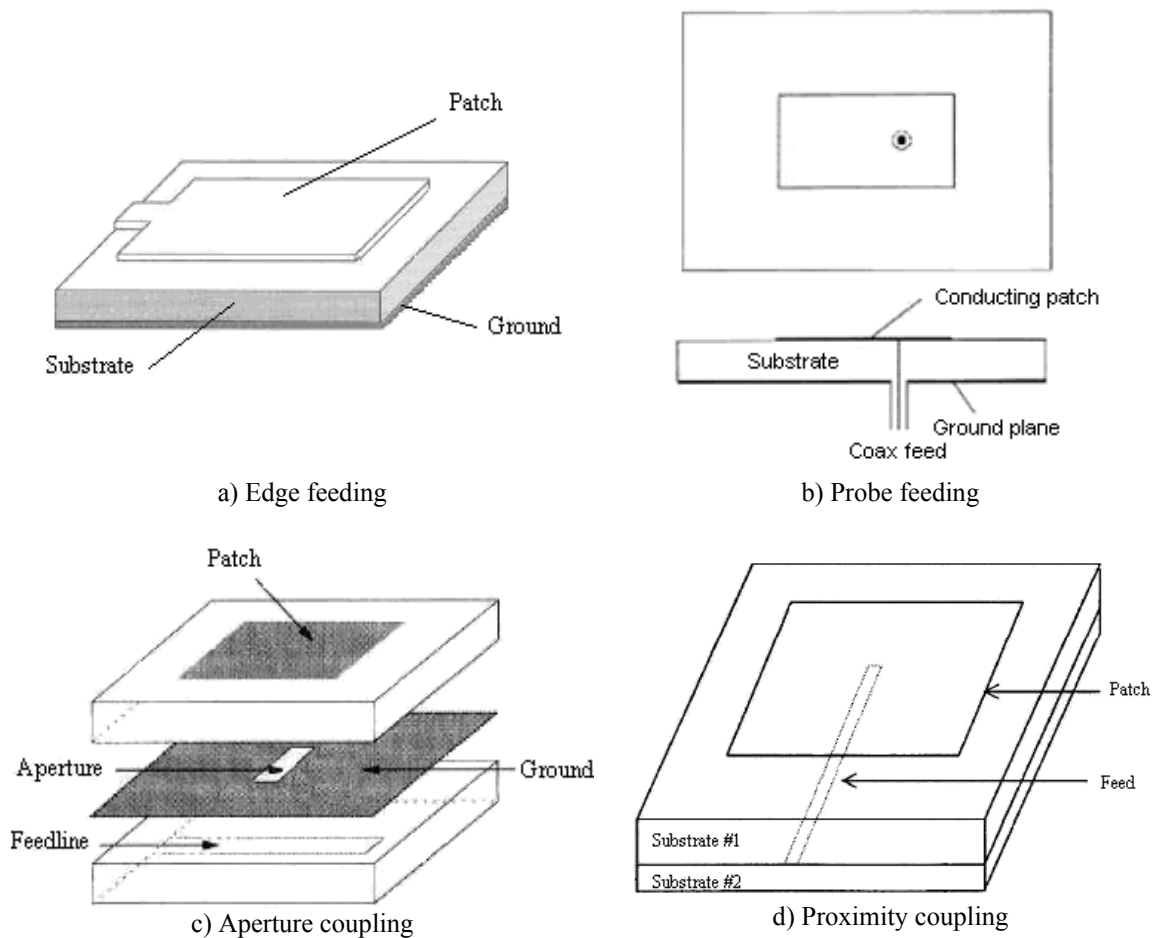 Patch
Ground
Substrate
a) Edge feeding
Conducting patch
Substrate
Ground plane
Coax feed
b) Probe feeding
Patch
Aperture
Ground
Feedline
c) Aperture coupling
Patch
Feed
Substrate #1
Substrate #2
d) Proximity coupling